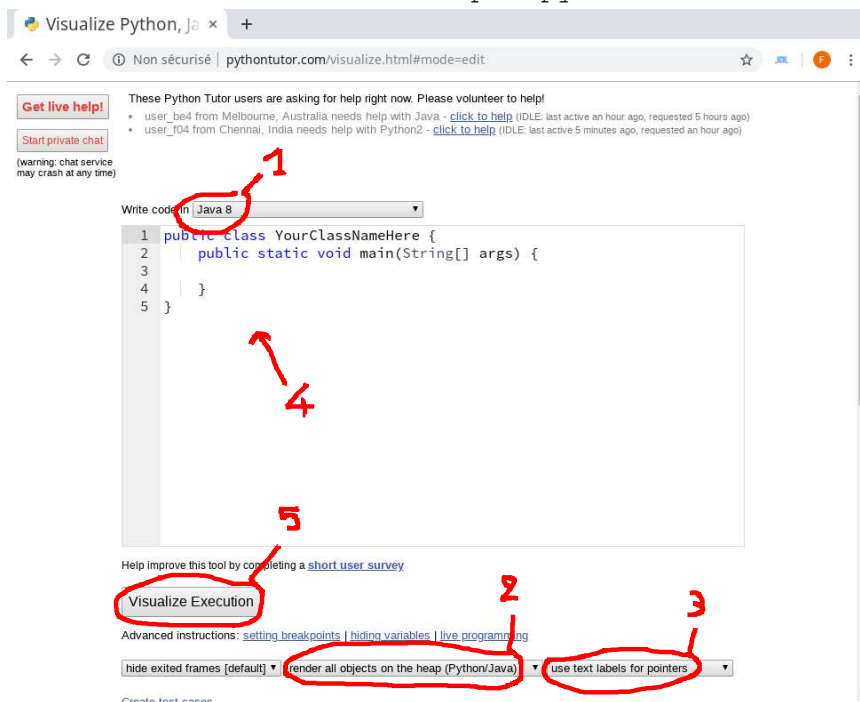 Visualize Python, Ja × +
Non sécurisé | pythontutor.com/visualize.html#mode=edit F
Get live help!
Start private chat
(warning: chat service
may crash at any time)
These Python Tutor users are asking for help right now. Please volunteer to help!
• user_be4 from Melbourne, Australia needs help with Java - click to help (IDLE: last active an hour ago, requested 5 hours ago)
• user_f04 from Chennai, India needs help with Python2 - click to help (IDLE: last active 5 minutes ago, requested an hour ago)
1
Write code in Java 8
1 public class YourClassNameHere {
2 public static void main(String[] args) {
3
4 }
5 }
4
5
Help improve this tool by completing a short user survey
Visualize Execution
2
3
Advanced instructions: setting breakpoints | hiding variables | live programming
hide exited frames [default] render all objects on the heap (Python/Java) use text labels for pointers
Create test cases